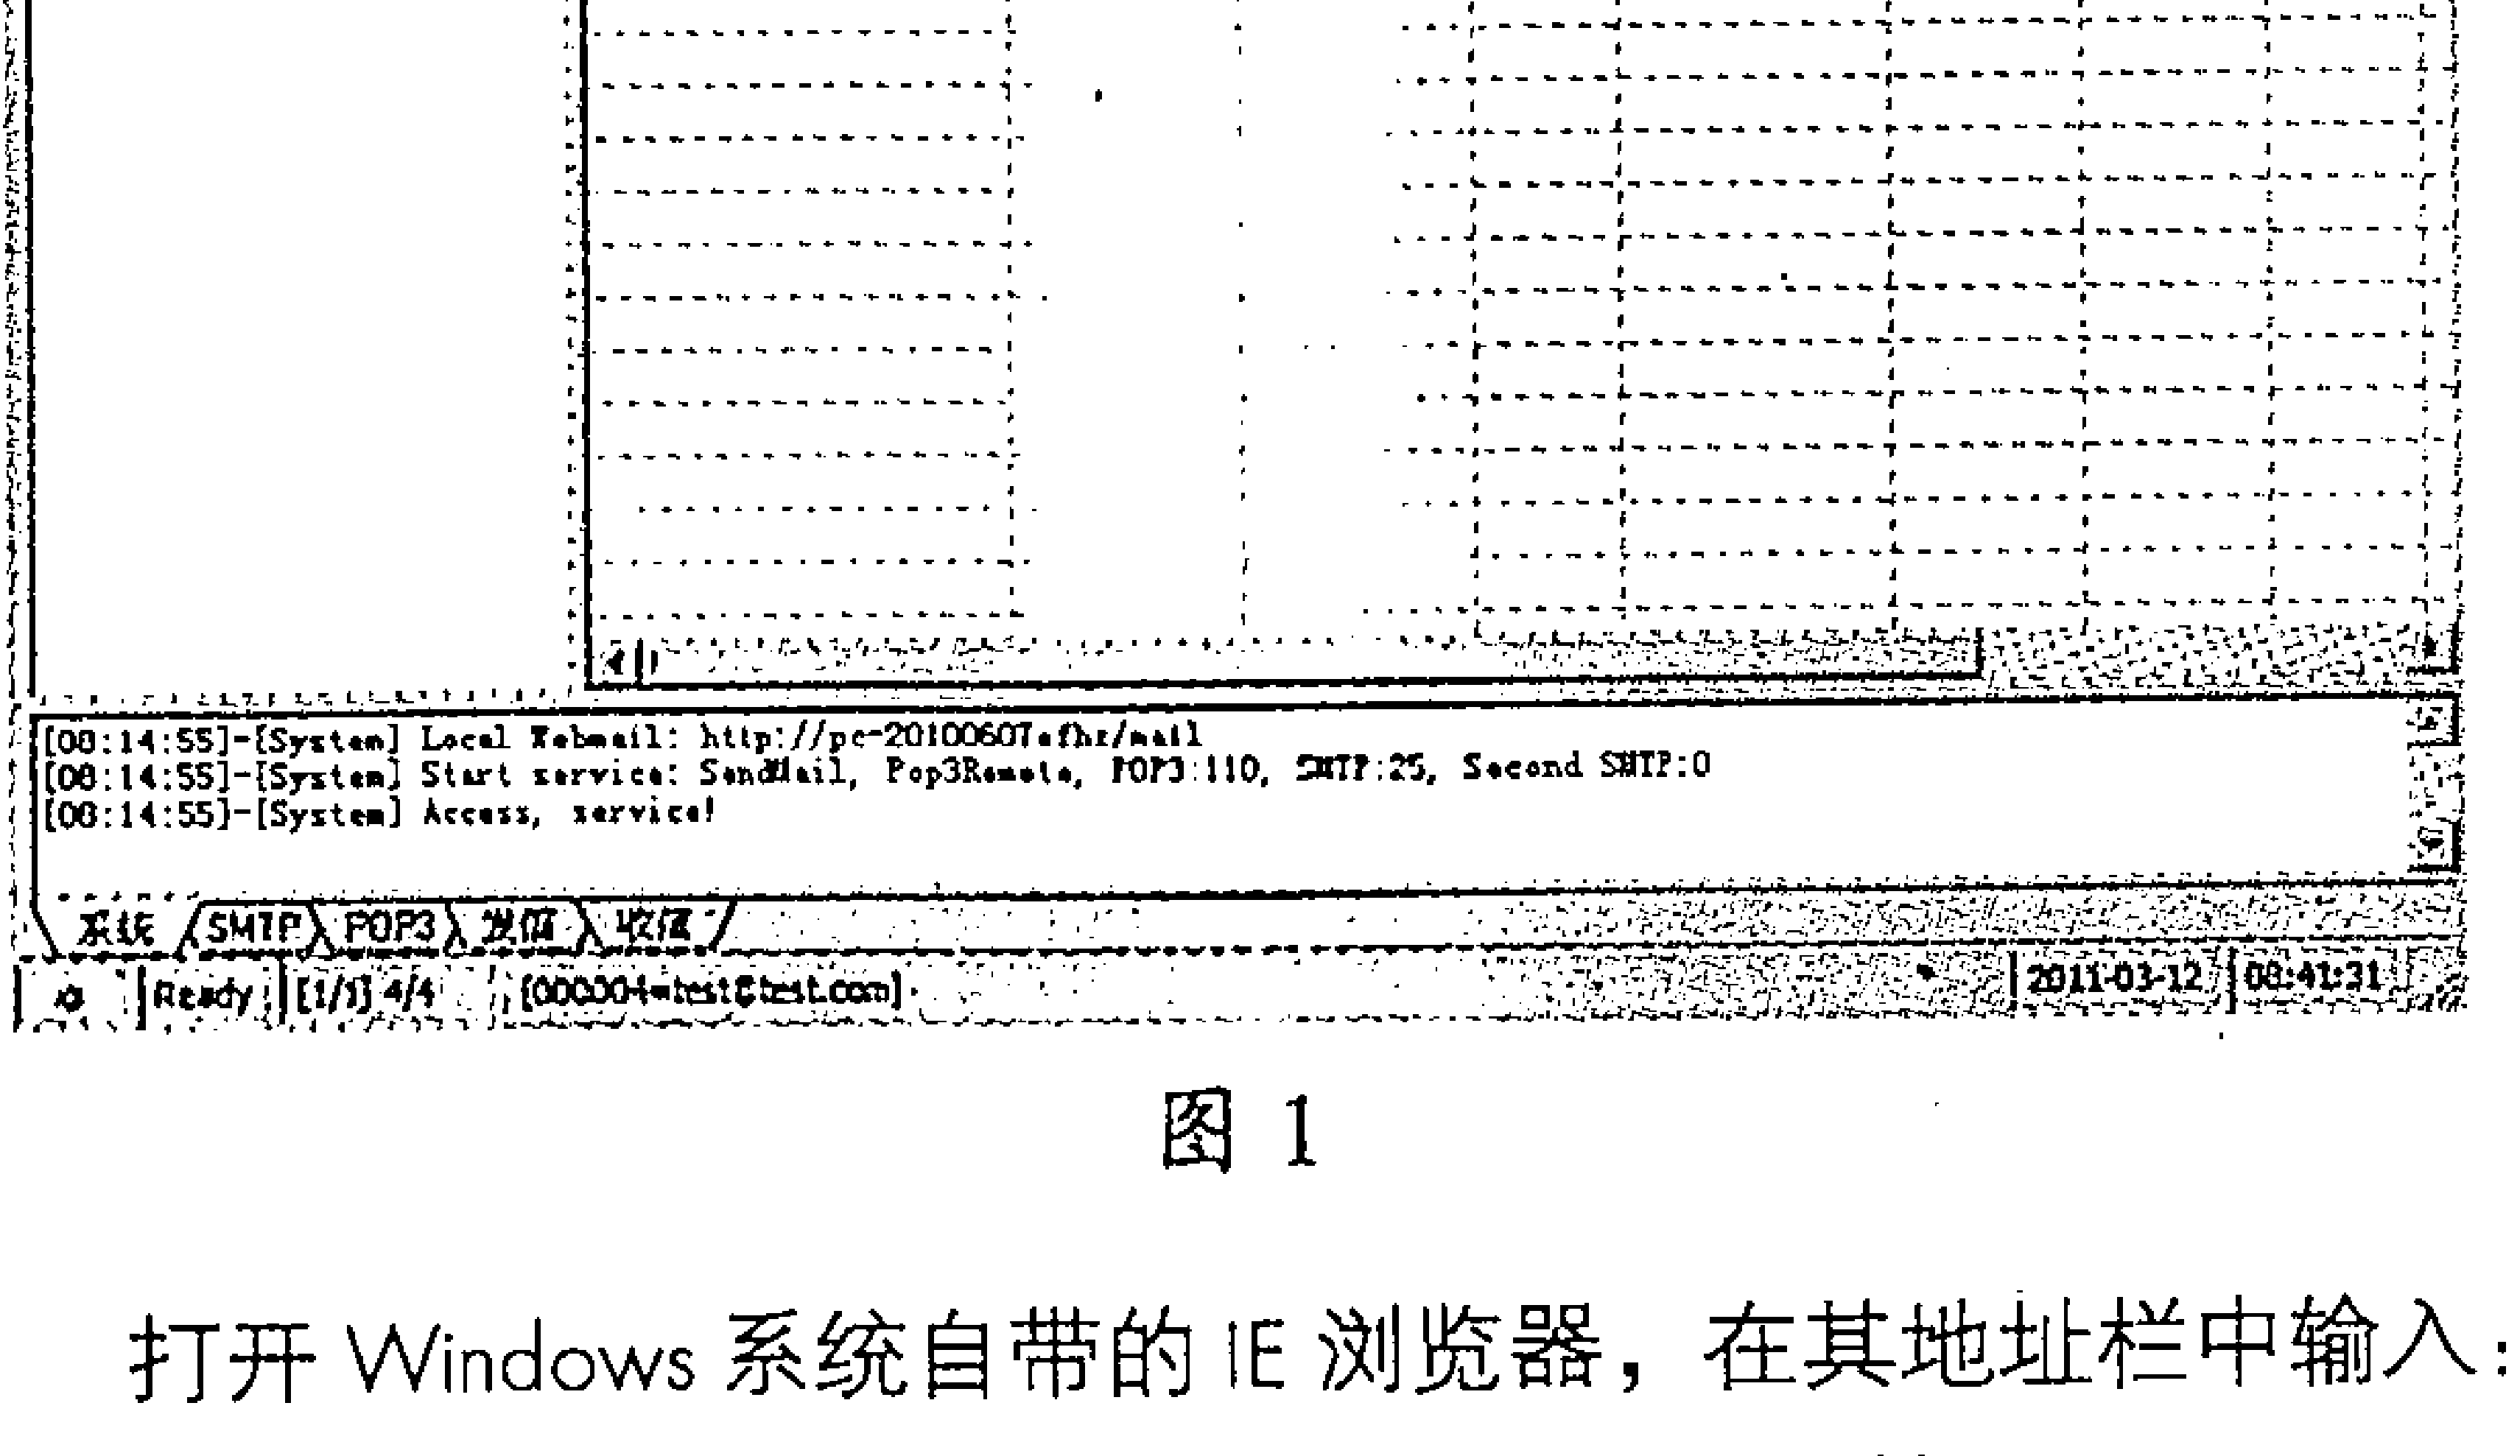 [08:14:55]-[System] Local Webmail: http://pc-20100607efhr/mail
[08:14:55]-[System] Start service: SendMail, Pop3Remote, POP3:110, SMTP:25, Second SMTP:0
[08:14:55]-[System] Access, service!
系统 SMTP POP3 发信 收信
Ready [1/1] 4/4 [000004=test@test.com] 2011-03-12 08:41:31
图 1
打开 Windows 系统自带的 IE 浏览器，在其地址栏中输入：